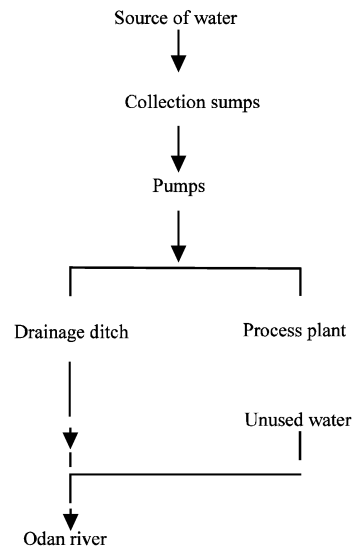 Source of water
Collection sumps
Pumps
Drainage ditch
Process plant
Unused water
Odan river